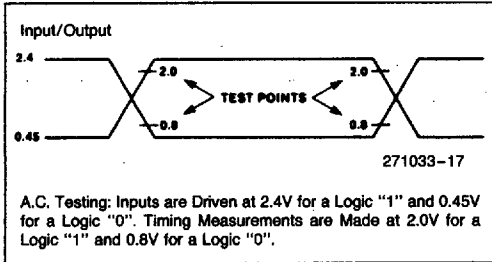 Input/Output
2.4
2.0 2.0
TEST POINTS
0.8 0.8
0.45
271033-17
A.C. Testing: Inputs are Driven at 2.4V for a Logic "1" and 0.45V
for a Logic "0". Timing Measurements are Made at 2.0V for a
Logic "1" and 0.8V for a Logic "0".